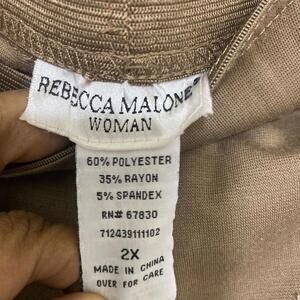 REBECCA MALONE
WOMAN
60% POLYESTER
35% RAYON
5% SPANDEX
RN# 67830
712439111102
2X
MADE IN CHINA
OVER FOR CARE